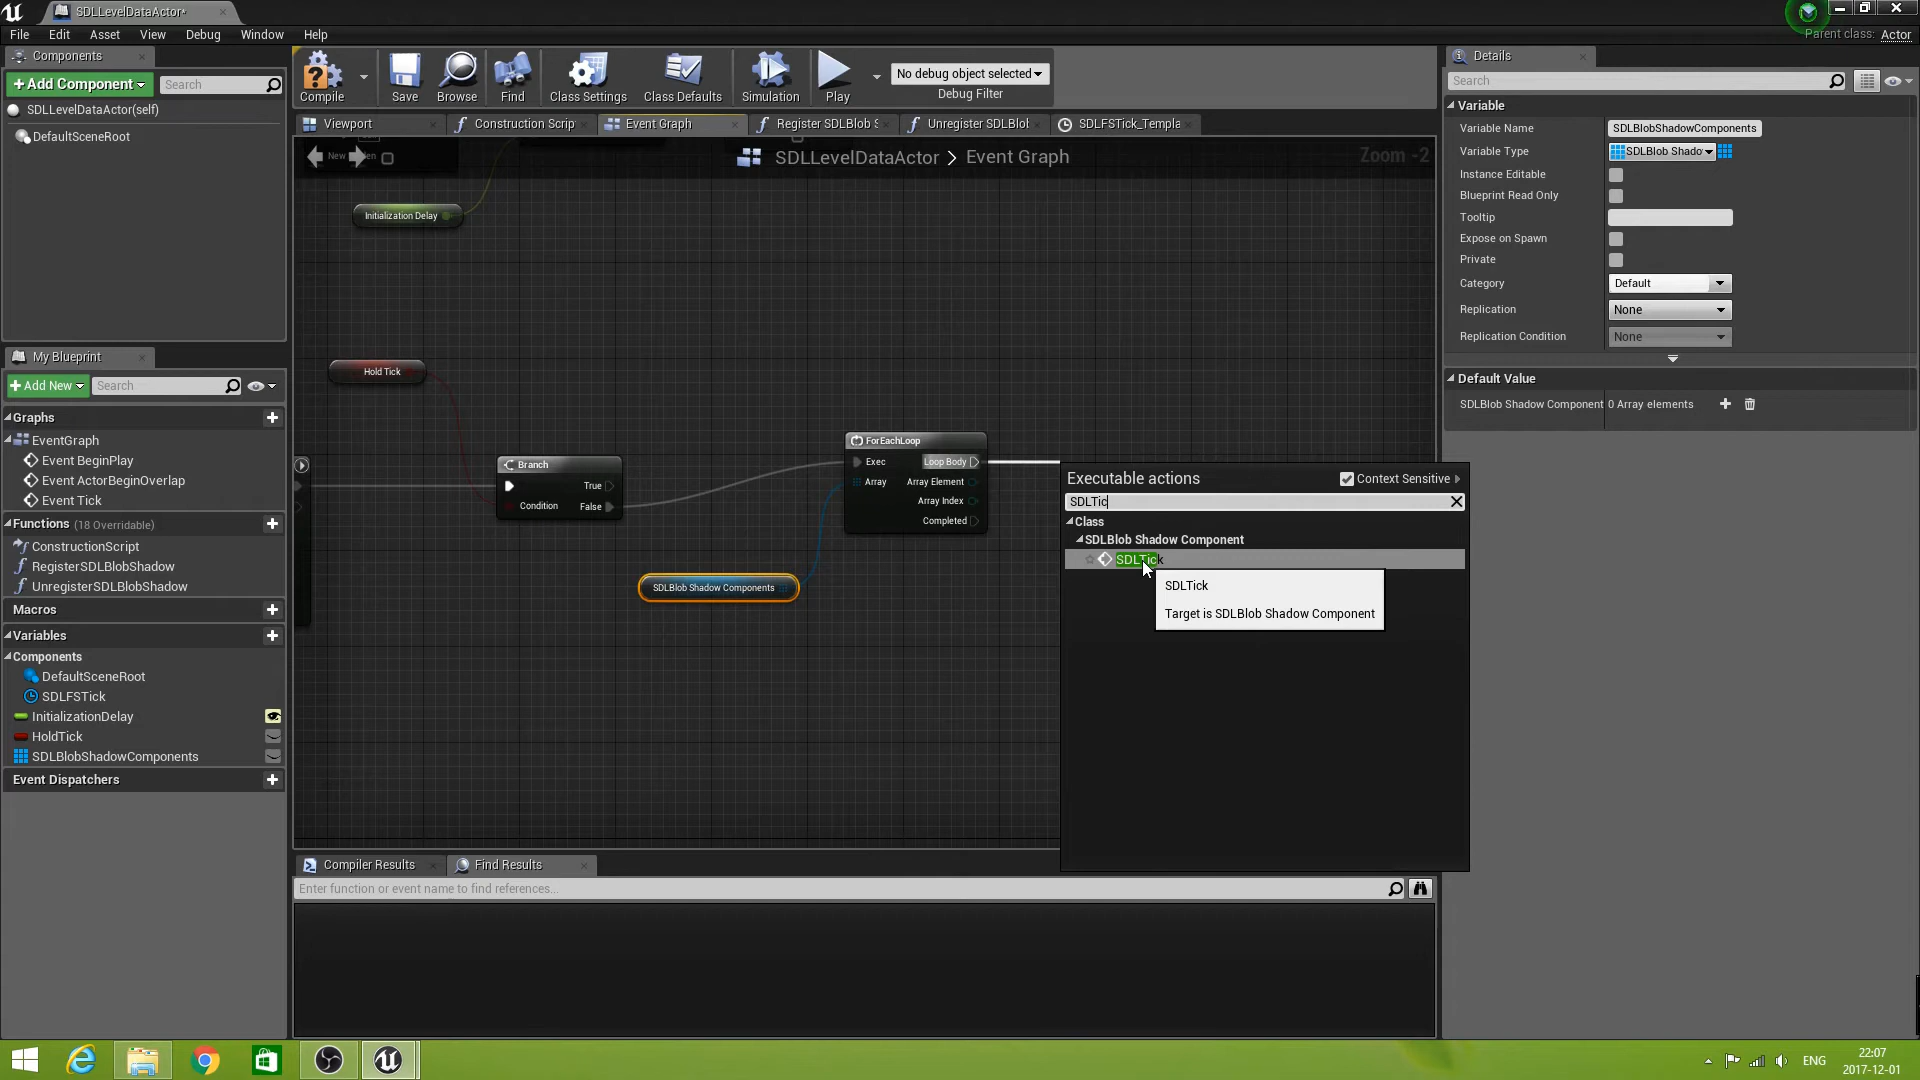 SDLLevelDataActor*
File Edit Asset View Debug Window Help
Parent class: Actor
Components
+Add Component
Search
SDLLevelDataActor(self)
DefaultSceneRoot
Compile
Save
Browse
Find
Class Settings
Class Defaults
Simulation
Play
No debug object selected
Debug Filter
Viewport
Construction Scrip
Event Graph
Register SDLBlob S
Unregister SDLBlol
SDLFSTick_Templa
SDLLevelDataActor > Event Graph
Zoom -2
New
Initialization Delay
Hold Tick
Branch
True
Condition
False
SDLBlob Shadow Components
ForEachLoop
Exec
Loop Body
Array
Array Element
Array Index
Completed
Executable actions
Context Sensitive
SDLTic
Class
SDLBlob Shadow Component
SDLTick
SDLTick
Target is SDLBlob Shadow Component
My Blueprint
+Add New
Search
Graphs
EventGraph
Event BeginPlay
Event ActorBeginOverlap
Event Tick
Functions (18 Overridable)
ConstructionScript
RegisterSDLBlobShadow
UnregisterSDLBlobShadow
Macros
Variables
Components
DefaultSceneRoot
SDLFSTick
InitializationDelay
HoldTick
SDLBlobShadowComponents
Event Dispatchers
Compiler Results
Find Results
Enter function or event name to find references...
Details
Search
Variable
Variable Name SDLBlobShadowComponents
Variable Type SDLBlob Shado
Instance Editable
Blueprint Read Only
Tooltip
Expose on Spawn
Private
Category Default
Replication None
Replication Condition None
Default Value
SDLBlob Shadow Component 0 Array elements
ENG
22:07
2017-12-01